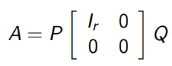 A = P [ I_r 0 ] Q
[ 0 0 ]